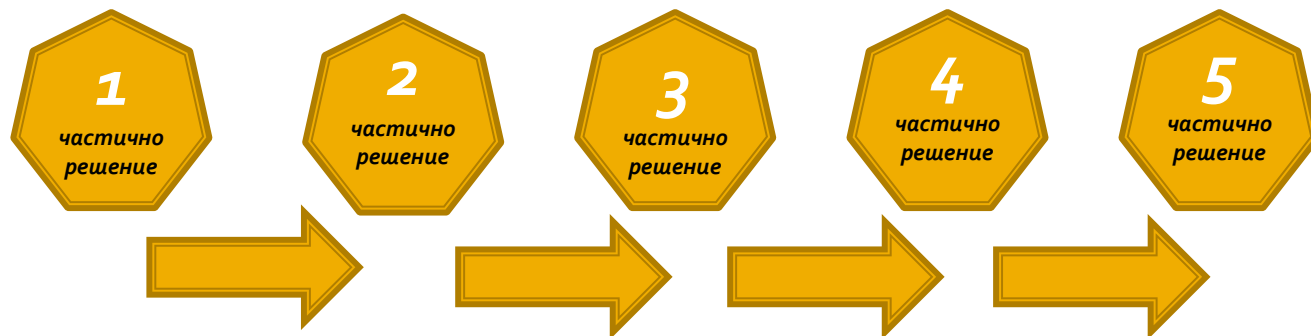 1
частично
решение
2
частично
решение
3
частично
решение
4
частично
решение
5
частично
решение